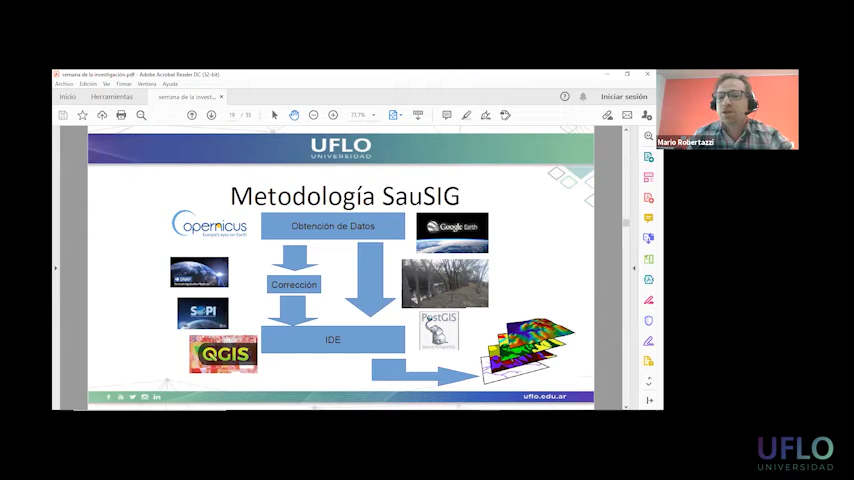 semana de la investigación.pdf - Adobe Acrobat Reader DC (32-bit)
Archivo Edición Ver Firmar Ventana Ayuda
Inicio Herramientas semana de la invest... × Iniciar sesión
19 / 55 77,7%
UFLO
UNIVERSIDAD
Metodología SauSIG
Copernicus
Europe's eyes on Earth
Obtención de Datos
Google Earth
SNAP
Corrección
SOPI
PostGIS
QGIS
IDE
uflo.edu.ar
Mario Robertazzi
UFLO
UNIVERSIDAD